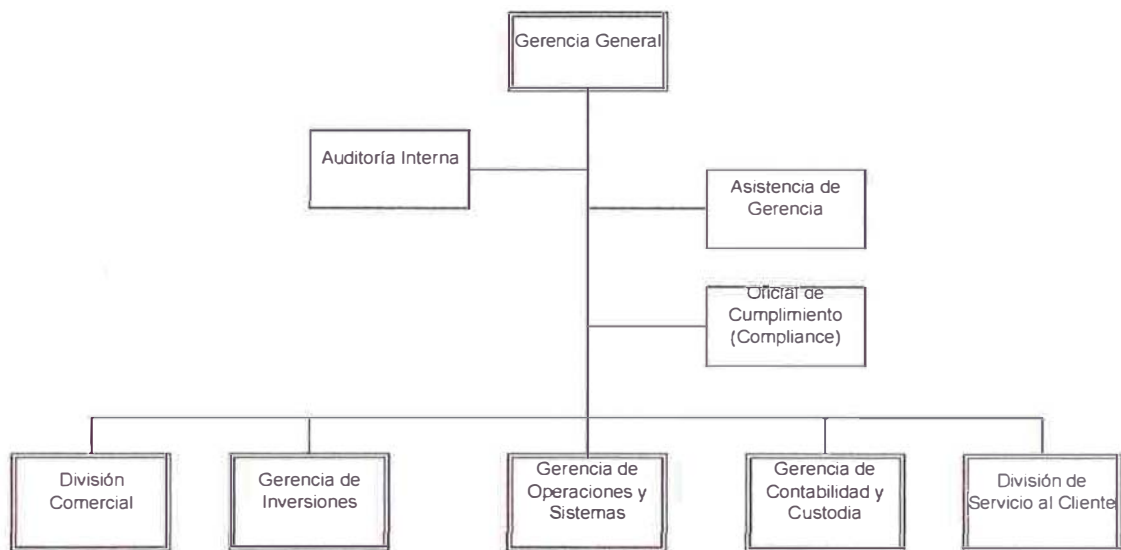 Gerencia General
Auditoría Interna
Asistencia de
Gerencia
Oficial de
Cumplimiento
(Compliance)
División
Comercial
Gerencia de
Inversiones
Gerencia de
Operaciones y
Sistemas
Gerencia de
Contabilidad y
Custodia
División de
Servicio al Cliente